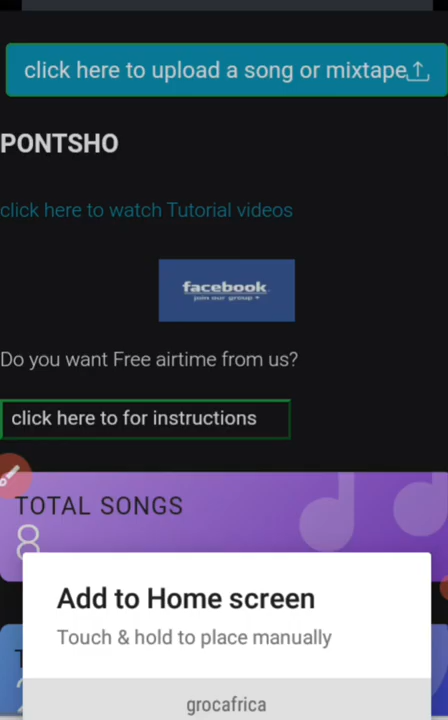 click here to upload a song or mixtape
PONTSHO
click here to watch Tutorial videos
facebook
join our group +
Do you want Free airtime from us?
click here to for instructions
TOTAL SONGS
8
Add to Home screen
Touch & hold to place manually
grocafrica